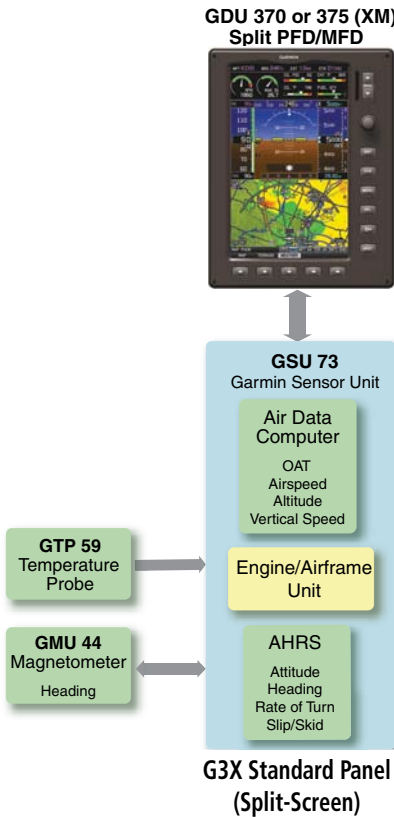 GDU 370 or 375 (XM)
Split PFD/MFD
GARMIN
GSU 73
Garmin Sensor Unit
Air Data
Computer
OAT
Airspeed
Altitude
Vertical Speed
GTP 59
Temperature
Probe
Engine/Airframe
Unit
GMU 44
Magnetometer
Heading
AHRS
Attitude
Heading
Rate of Turn
Slip/Skid
G3X Standard Panel
(Split-Screen)